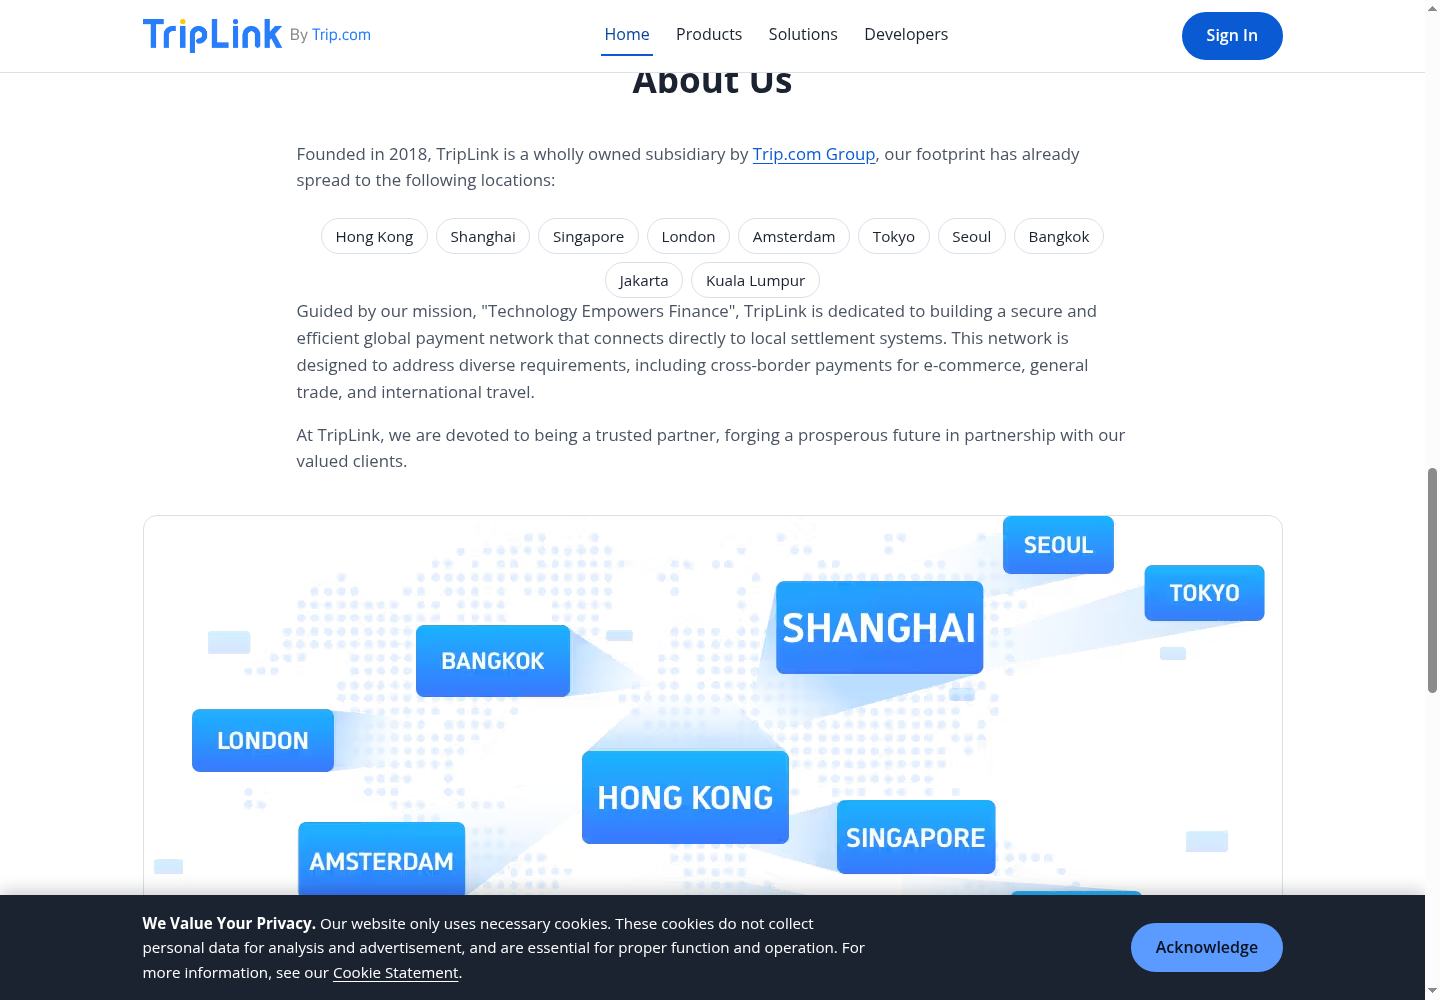 TripLink By Trip.com
Home
Products
Solutions
Developers
Sign In
About Us
Founded in 2018, TripLink is a wholly owned subsidiary by Trip.com Group, our footprint has already
spread to the following locations:
Hong Kong
Shanghai
Singapore
London
Amsterdam
Tokyo
Seoul
Bangkok
Jakarta
Kuala Lumpur
Guided by our mission, "Technology Empowers Finance", TripLink is dedicated to building a secure and
efficient global payment network that connects directly to local settlement systems. This network is
designed to address diverse requirements, including cross-border payments for e-commerce, general
trade, and international travel.
At TripLink, we are devoted to being a trusted partner, forging a prosperous future in partnership with our
valued clients.
SEOUL
TOKYO
SHANGHAI
BANGKOK
LONDON
HONG KONG
SINGAPORE
AMSTERDAM
We Value Your Privacy. Our website only uses necessary cookies. These cookies do not collect
personal data for analysis and advertisement, and are essential for proper function and operation. For
more information, see our Cookie Statement.
Acknowledge